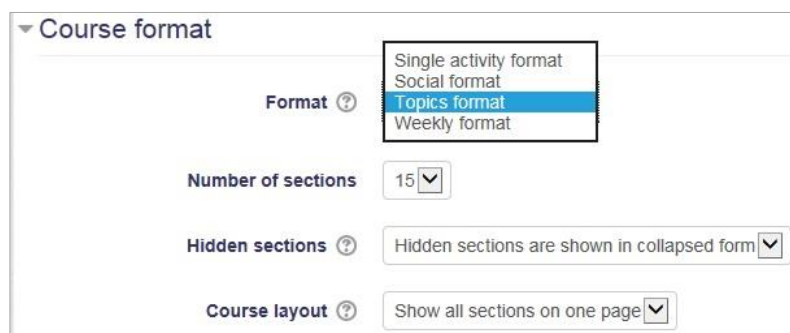 Course format
Single activity format
Social format
Format
Topics format
Weekly format
Number of sections
15
Hidden sections
Hidden sections are shown in collapsed form
Course layout
Show all sections on one page